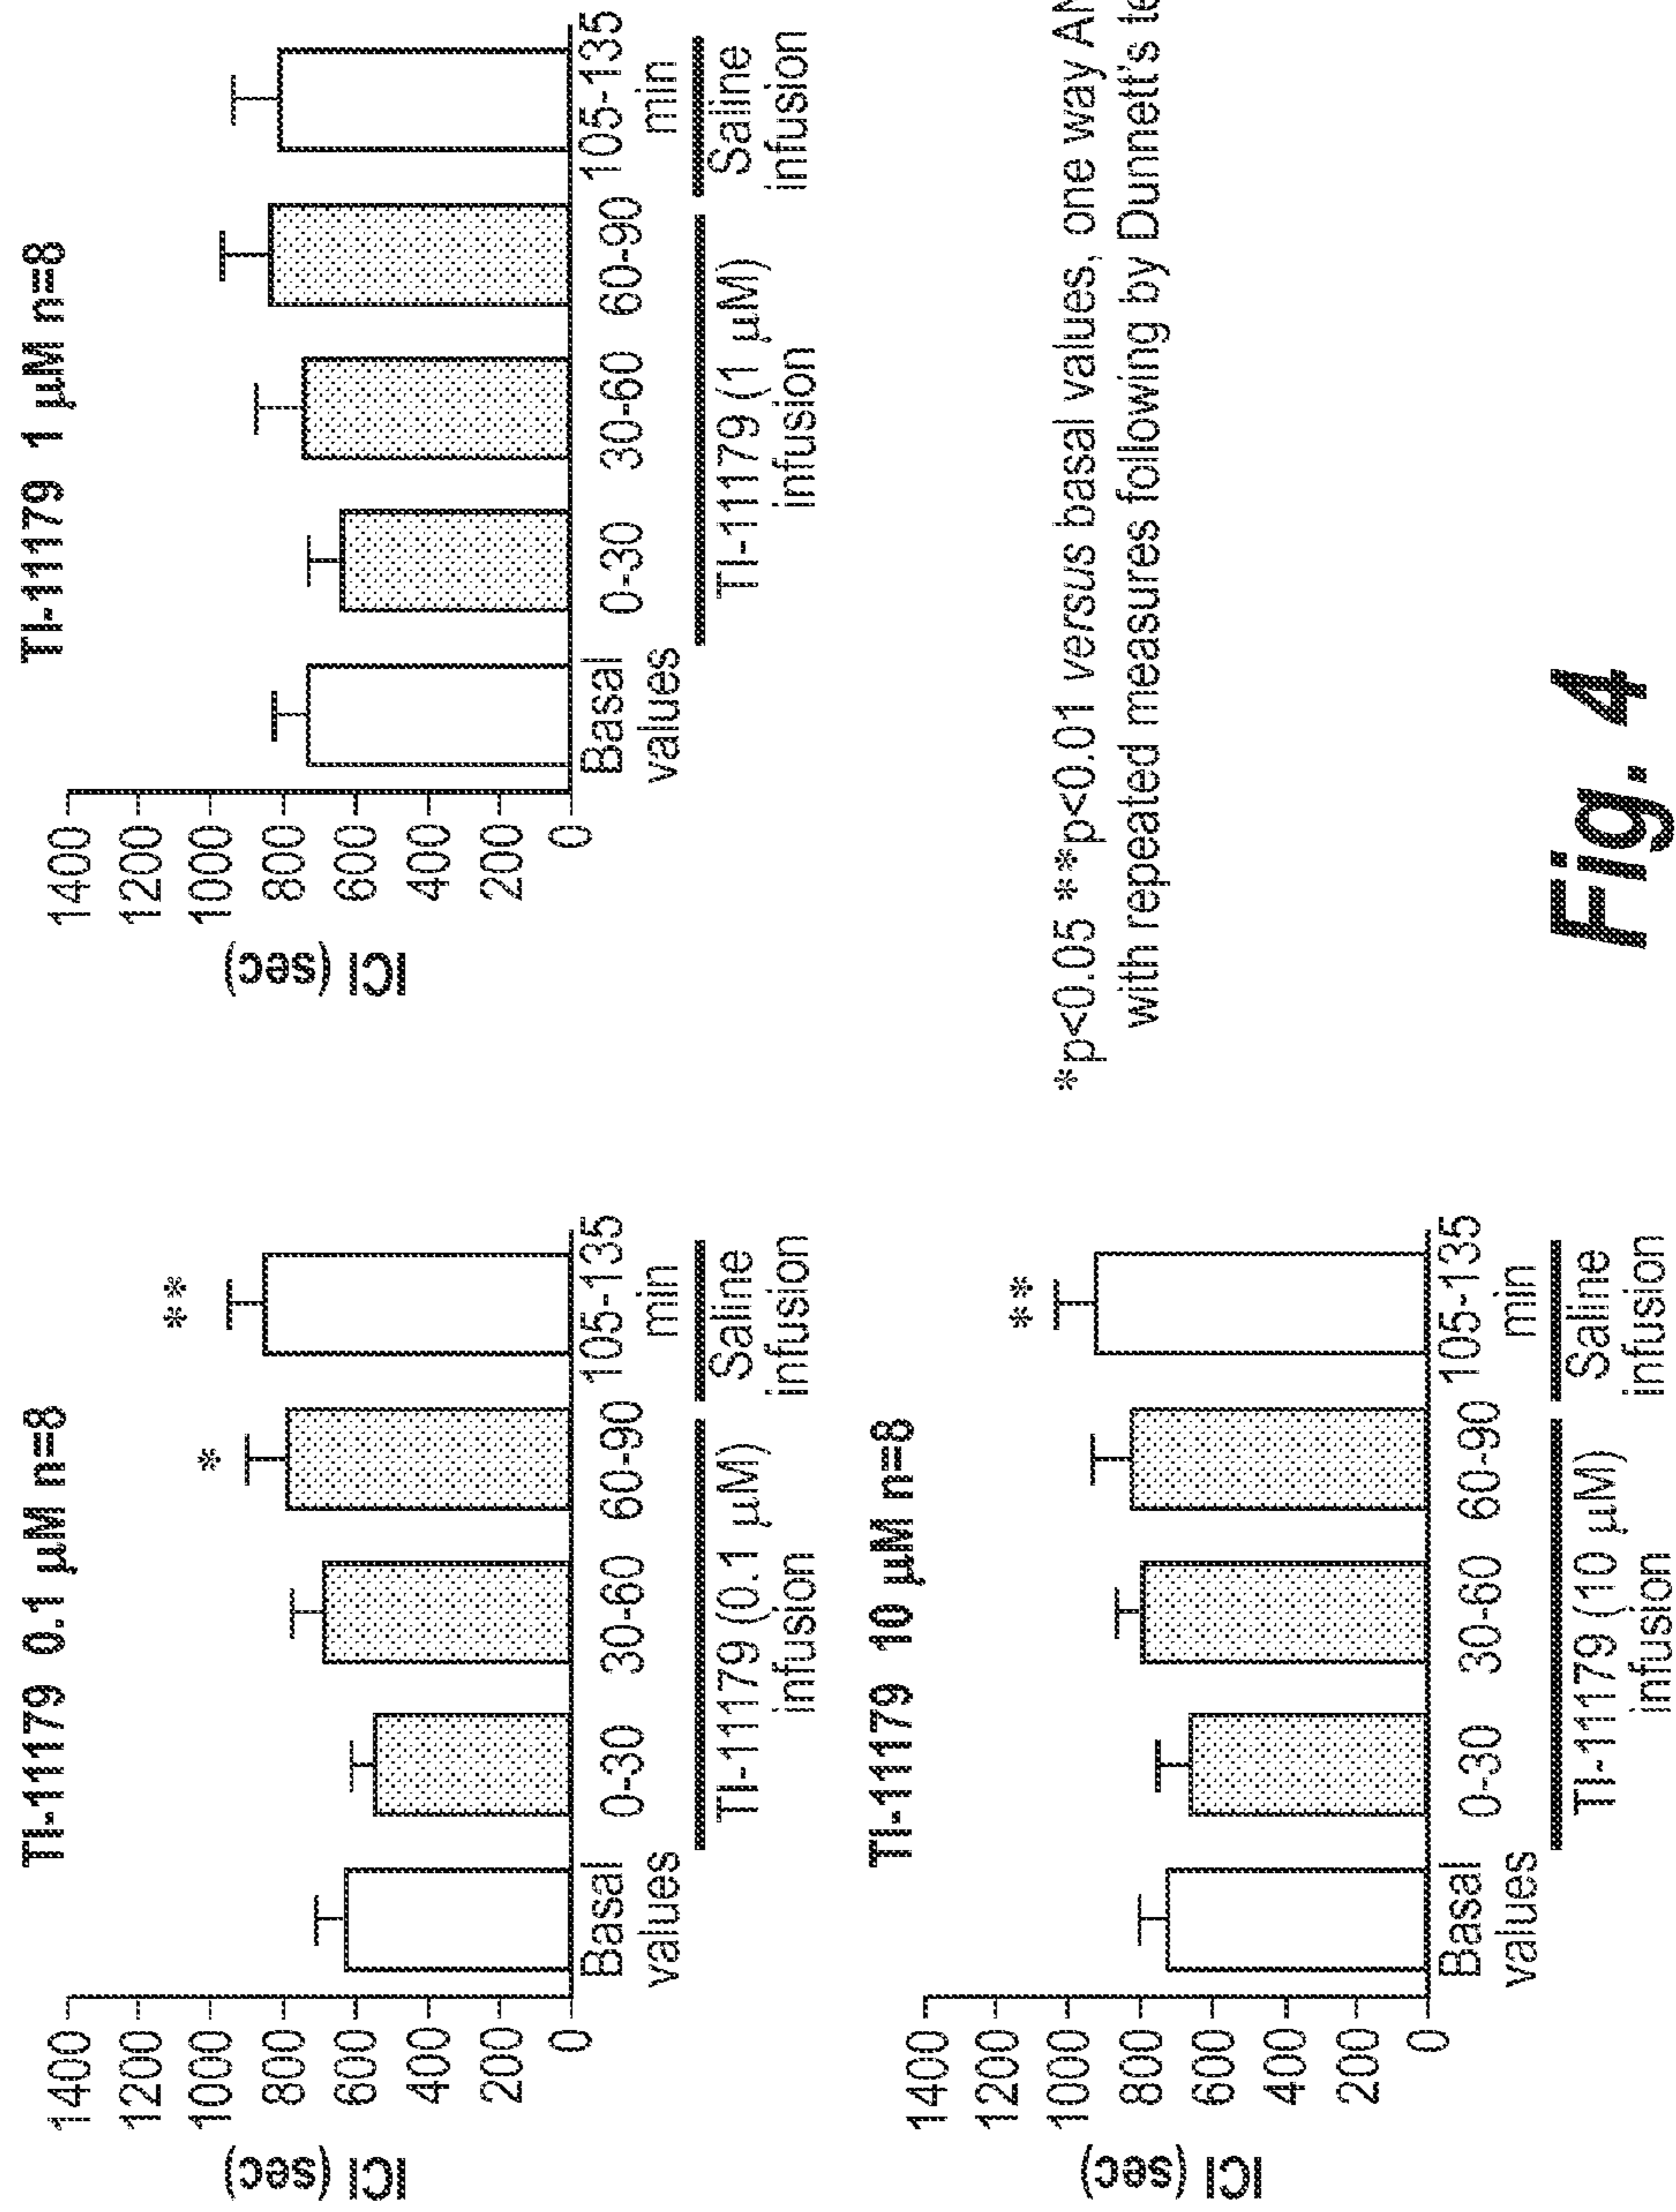 TI-11179 0.1 µM n=8
ICI (sec)
1400
1200
1000
800
600
400
200
0
* **
Basal values
0-30 30-60 60-90 105-135 min
TI-11179 (0.1 µM) infusion
Saline infusion
TI-11179 1 µM n=8
ICI (sec)
1400
1200
1000
800
600
400
200
0
Basal values
0-30 30-60 60-90 105-135 min
TI-11179 (1 µM) infusion
Saline infusion
TI-11179 10 µM n=8
ICI (sec)
1400
1200
1000
800
600
400
200
0
**
Basal values
0-30 30-60 60-90 105-135 min
TI-11179 (10 µM) infusion
Saline infusion
*p<0.05 **p<0.01 versus basal values, one way
with repeated measures following by Dunnett's
Fig. 4